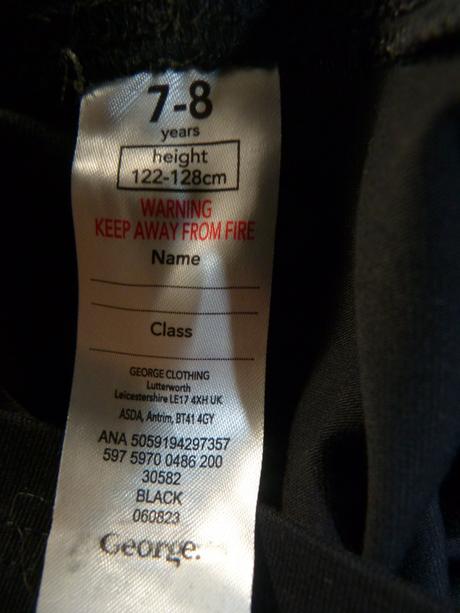 7-8
years
height
122-128cm
WARNING
KEEP AWAY FROM FIRE
Name
Class
GEORGE CLOTHING
Lutterworth
Leicestershire LE17 4XH UK
ASDA, Antrim, BT41 4GY
ANA 5059194297357
597 5970 0486 200
30582
BLACK
060823
George.